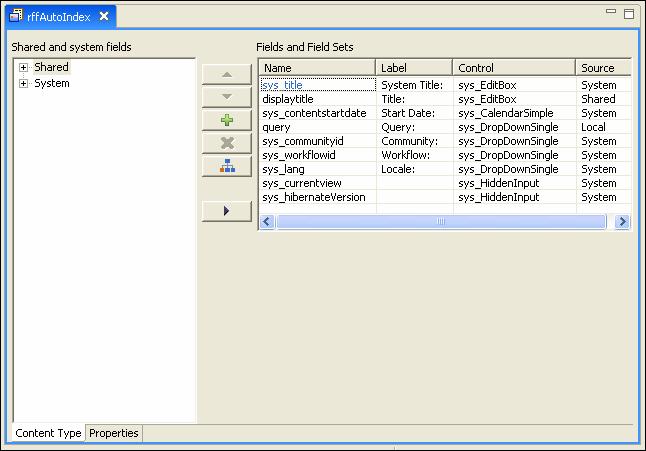 rffAutoIndex
Shared and system fields
Shared
System
Fields and Field Sets
Name Label Control Source
sys_title System Title: sys_EditBox System
displaytitle Title: sys_EditBox Shared
sys_contentstartdate Start Date: sys_CalendarSimple System
query Query: sys_DropDownSingle Local
sys_communityid Community: sys_DropDownSingle System
sys_workflowid Workflow: sys_DropDownSingle System
sys_lang Locale: sys_DropDownSingle System
sys_currentview sys_HiddenInput System
sys_hibernateVersion sys_HiddenInput System
Content Type Properties